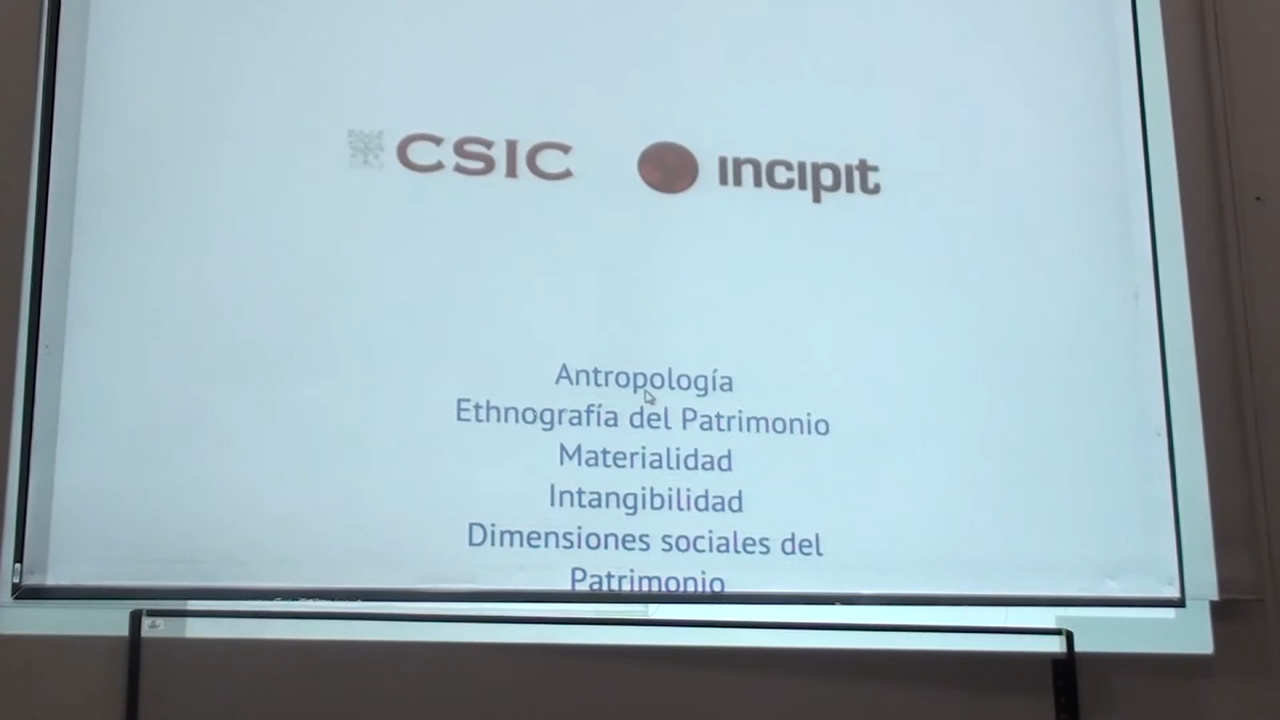 CSIC incipit
Antropología
Ethnografía del Patrimonio
Materialidad
Intangibilidad
Dimensiones sociales del
Patrimonio